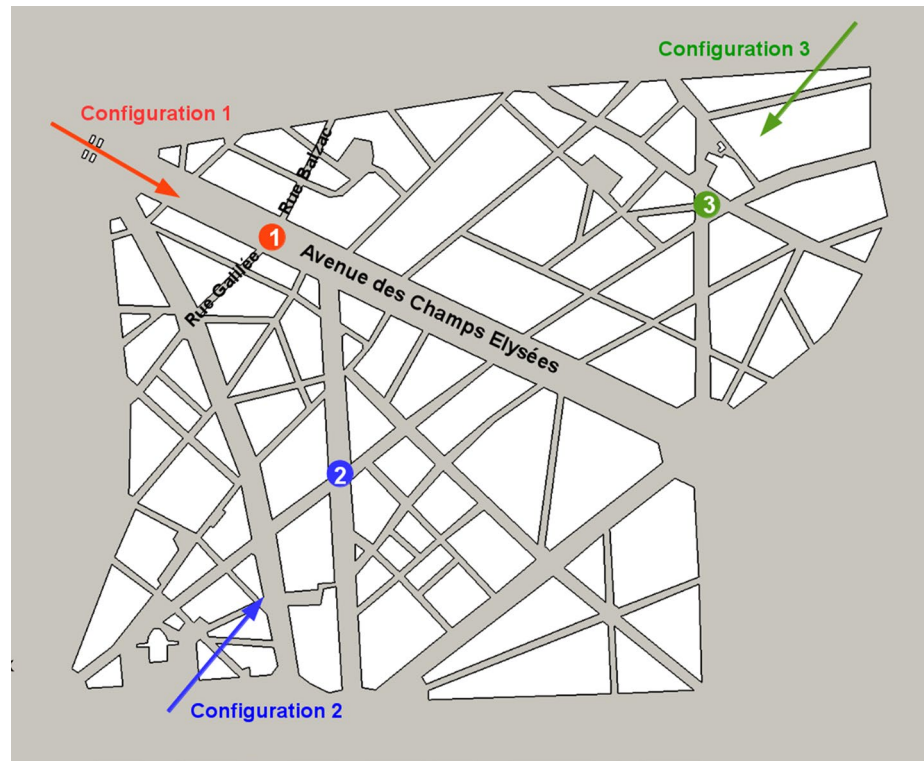 Configuration 3
Configuration 1
Rue Balzac
3
1
Rue Galilée
Avenue des Champs Elysées
2
Configuration 2